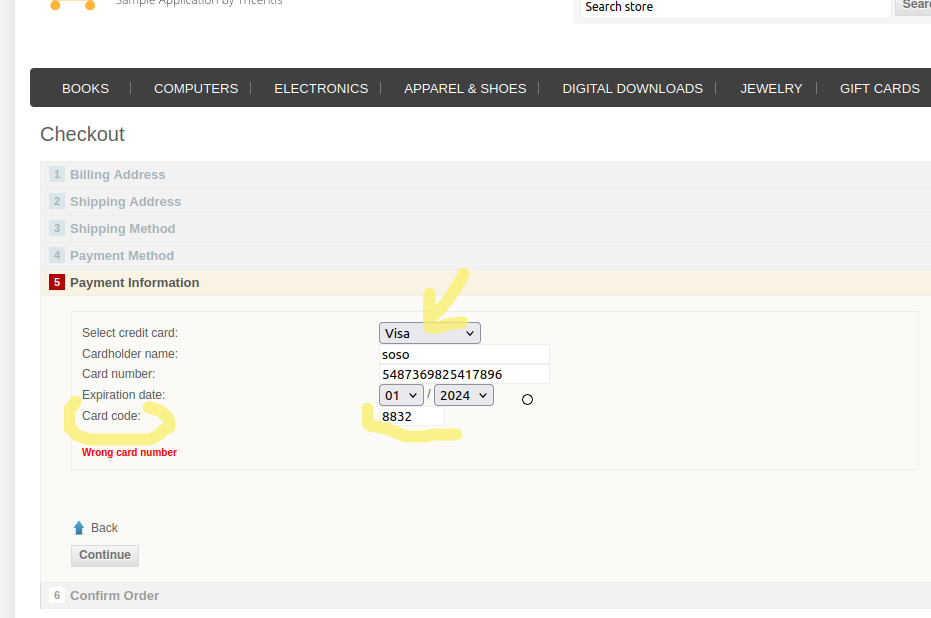 Sample Application by Tricentis
Search store
Sear
BOOKS COMPUTERS ELECTRONICS APPAREL & SHOES DIGITAL DOWNLOADS JEWELRY GIFT CARDS
Checkout
1 Billing Address
2 Shipping Address
3 Shipping Method
4 Payment Method
5 Payment Information
Select credit card: Visa
Cardholder name: soso
Card number: 5487369825417896
Expiration date: 01 / 2024
Card code: 8832
Wrong card number
Back
Continue
6 Confirm Order